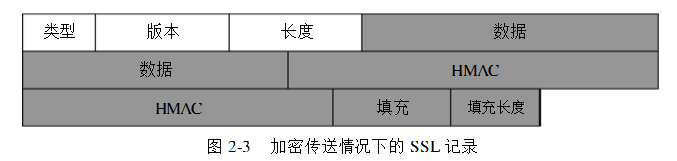 类型 版本 长度 数据
数据 HMAC
HMAC 填充 填充长度
图 2-3 加密传送情况下的 SSL 记录